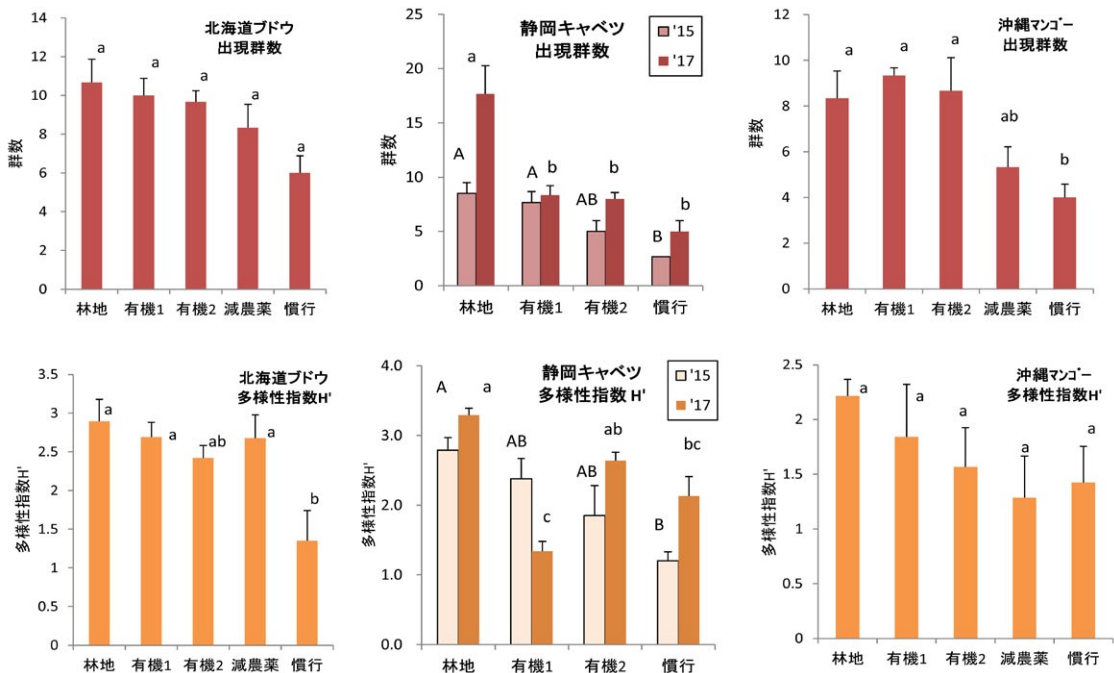 北海道ブドウ
出現群数
群数
14
12
10
8
6
4
2
0
a
a
a
a
a
林地
有機1
有機2
減農薬
慣行
静岡キャベツ
出現群数
'15
'17
群数
25
20
15
10
5
0
A
a
A
b
AB
b
B
b
林地
有機1
有機2
慣行
沖縄マンゴー
出現群数
群数
12
10
8
6
4
2
0
a
a
a
ab
b
林地
有機1
有機2
減農薬
慣行
北海道ブドウ
多様性指数H'
多様性指数H'
3.5
3
2.5
2
1.5
1
0.5
0
a
a
ab
a
b
林地
有機1
有機2
減農薬
慣行
静岡キャベツ
多様性指数 H'
'15
'17
多様性指数H'
4.0
3.0
2.0
1.0
0.0
A
a
AB
c
AB
ab
B
bc
林地
有機1
有機2
慣行
沖縄マンゴー
多様性指数H'
多様性指数H'
2.5
2
1.5
1
0.5
0
a
a
a
a
a
林地
有機1
有機2
減農薬
慣行